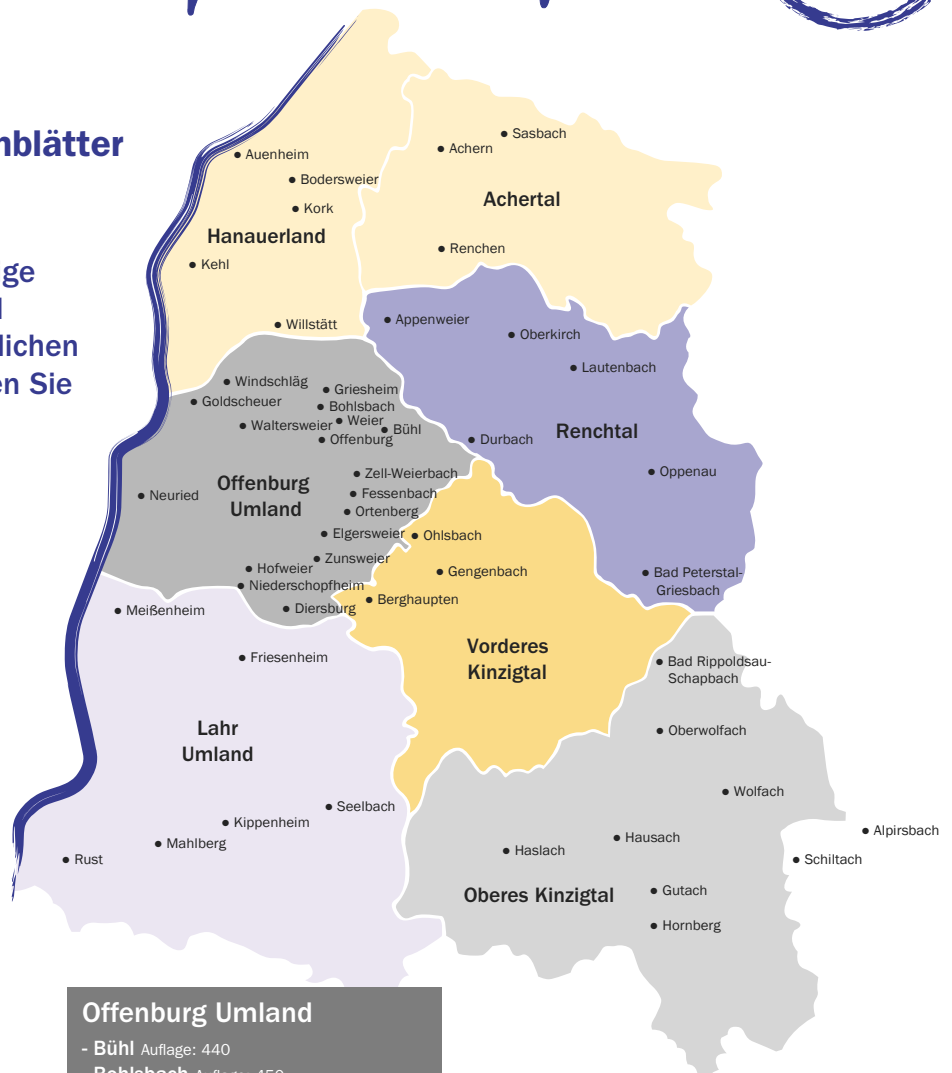 nblätter
ge
lichen
en Sie
Sasbach
Achern
Auenheim
Bodersweier
Achertal
Kork
Hanauerland
Renchen
Kehl
Appenweier
Willstätt
Oberkirch
Lautenbach
Windschläg
Griesheim
Goldscheuer
Bohlsbach
Weier
Waltersweier
Bühl
Offenburg
Durbach
Renchtal
Zell-Weierbach
Oppenau
Offenburg
Umland
Fessenbach
Neuried
Ortenberg
Elgersweier
Ohlsbach
Zunsweier
Hofweier
Gengenbach
Bad Peterstal-
Griesbach
Niederschopfheim
Berghaupten
Diersburg
Meißenheim
Vorderes
Kinzigtal
Friesenheim
Bad Rippoldsau-
Schapbach
Lahr
Umland
Oberwolfach
Wolfach
Seelbach
Kippenheim
Alpirsbach
Hausach
Mahlberg
Haslach
Rust
Schiltach
Oberes Kinzigtal
Gutach
Hornberg
Offenburg Umland
- Bühl Auflage: 440
- Bohlsbach Auflage: 450